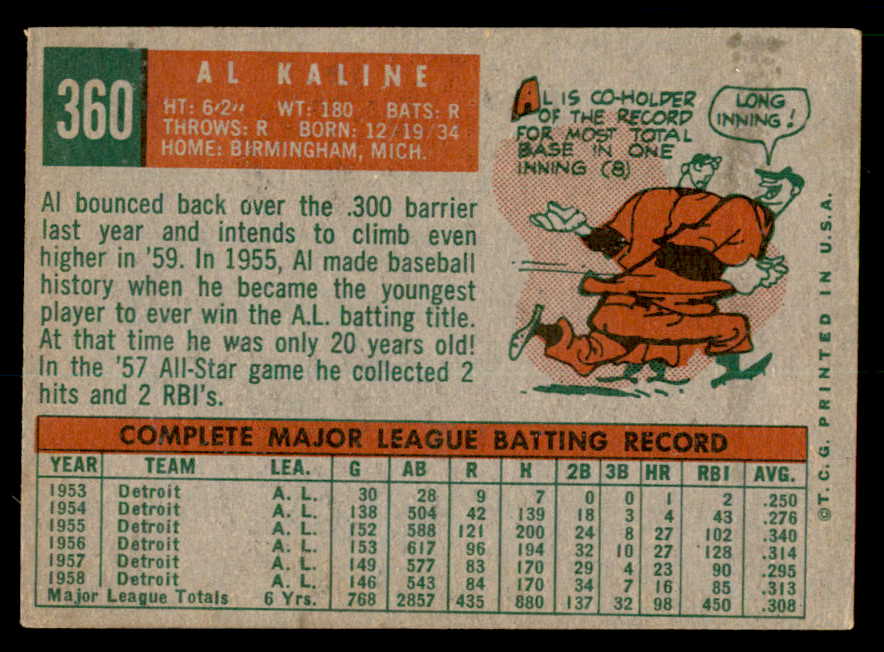 360
AL KALINE
HT: 6'2" WT: 180 BATS: R
THROWS: R BORN: 12/19/34
HOME: BIRMINGHAM, MICH.
AL IS CO-HOLDER
OF THE RECORD
FOR MOST TOTAL
BASE IN ONE
INNING (8)
LONG
INNING!
Al bounced back over the .300 barrier
last year and intends to climb even
higher in '59. In 1955, Al made baseball
history when he became the youngest
player to ever win the A.L. batting title.
At that time he was only 20 years old!
In the '57 All-Star game he collected 2
hits and 2 RBI's.
COMPLETE MAJOR LEAGUE BATTING RECORD
YEAR TEAM LEA. G AB R H 2B 3B HR RBI AVG.
1953 Detroit A. L. 30 28 9 7 0 0 1 2 .250
1954 Detroit A. L. 138 504 42 139 18 3 4 43 .276
1955 Detroit A. L. 152 588 121 200 24 8 27 102 .340
1956 Detroit A. L. 153 617 96 194 32 10 27 128 .314
1957 Detroit A. L. 149 577 83 170 29 4 23 90 .295
1958 Detroit A. L. 146 543 84 170 34 7 16 85 .313
Major League Totals 6 Yrs. 768 2857 435 880 137 32 98 450 .308
©T.C.G. PRINTED IN U.S.A.